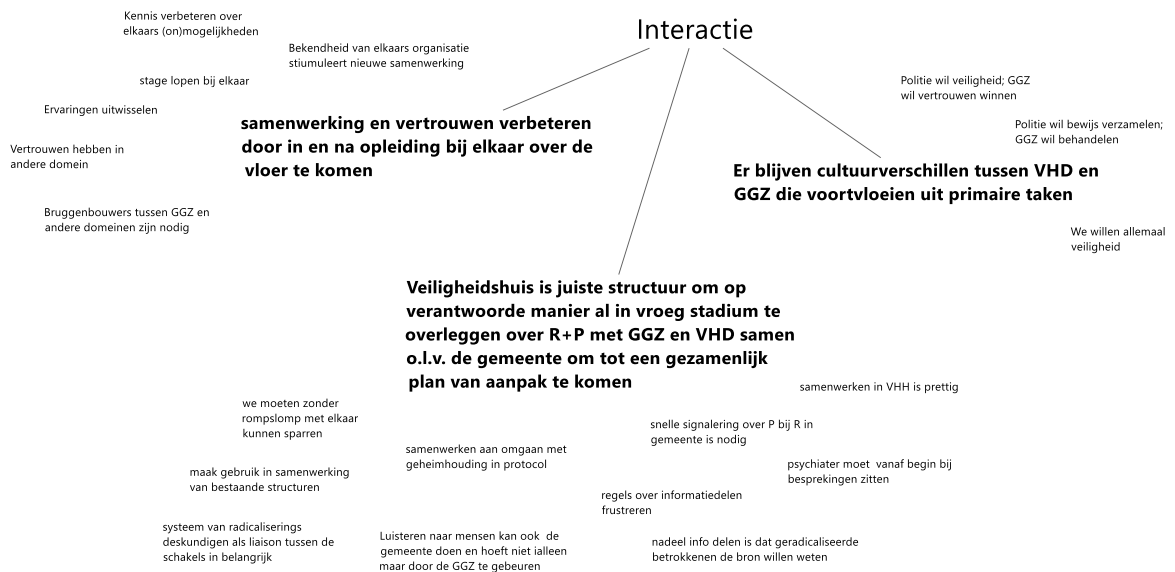 Interactie
Kennis verbeteren over
elkaars (on)mogelijkheden
Bekendheid van elkaars organisatie
stiumuleert nieuwe samenwerking
stage lopen bij elkaar
Ervaringen uitwisselen
Vertrouwen hebben in
andere domein
Bruggenbouwers tussen GGZ en
andere domeinen zijn nodig
samenwerking en vertrouwen verbeteren
door in en na opleiding bij elkaar over de
vloer te komen
Politie wil veiligheid; GGZ
wil vertrouwen winnen
Politie wil bewijs verzamelen;
GGZ wil behandelen
Er blijven cultuurverschillen tussen VHD en
GGZ die voortvloeien uit primaire taken
We willen allemaal
veiligheid
Veiligheidshuis is juiste structuur om op
verantwoorde manier al in vroeg stadium te
overleggen over R+P met GGZ en VHD samen
o.l.v. de gemeente om tot een gezamenlijk
plan van aanpak te komen
samenwerken in VHH is prettig
we moeten zonder
rompslomp met elkaar
kunnen sparren
snelle signalering over P bij R in
gemeente is nodig
samenwerken aan omgaan met
geheimhouding in protocol
psychiater moet vanaf begin bij
besprekingen zitten
maak gebruik in samenwerking
van bestaande structuren
regels over informatiedelen
frustreren
systeem van radicaliserings
deskundigen als liaison tussen de
schakels in belangrijk
Luisteren naar mensen kan ook de
gemeente doen en hoeft niet ialleen
maar door de GGZ te gebeuren
nadeel info delen is dat geradicaliseerde
betrokkenen de bron willen weten